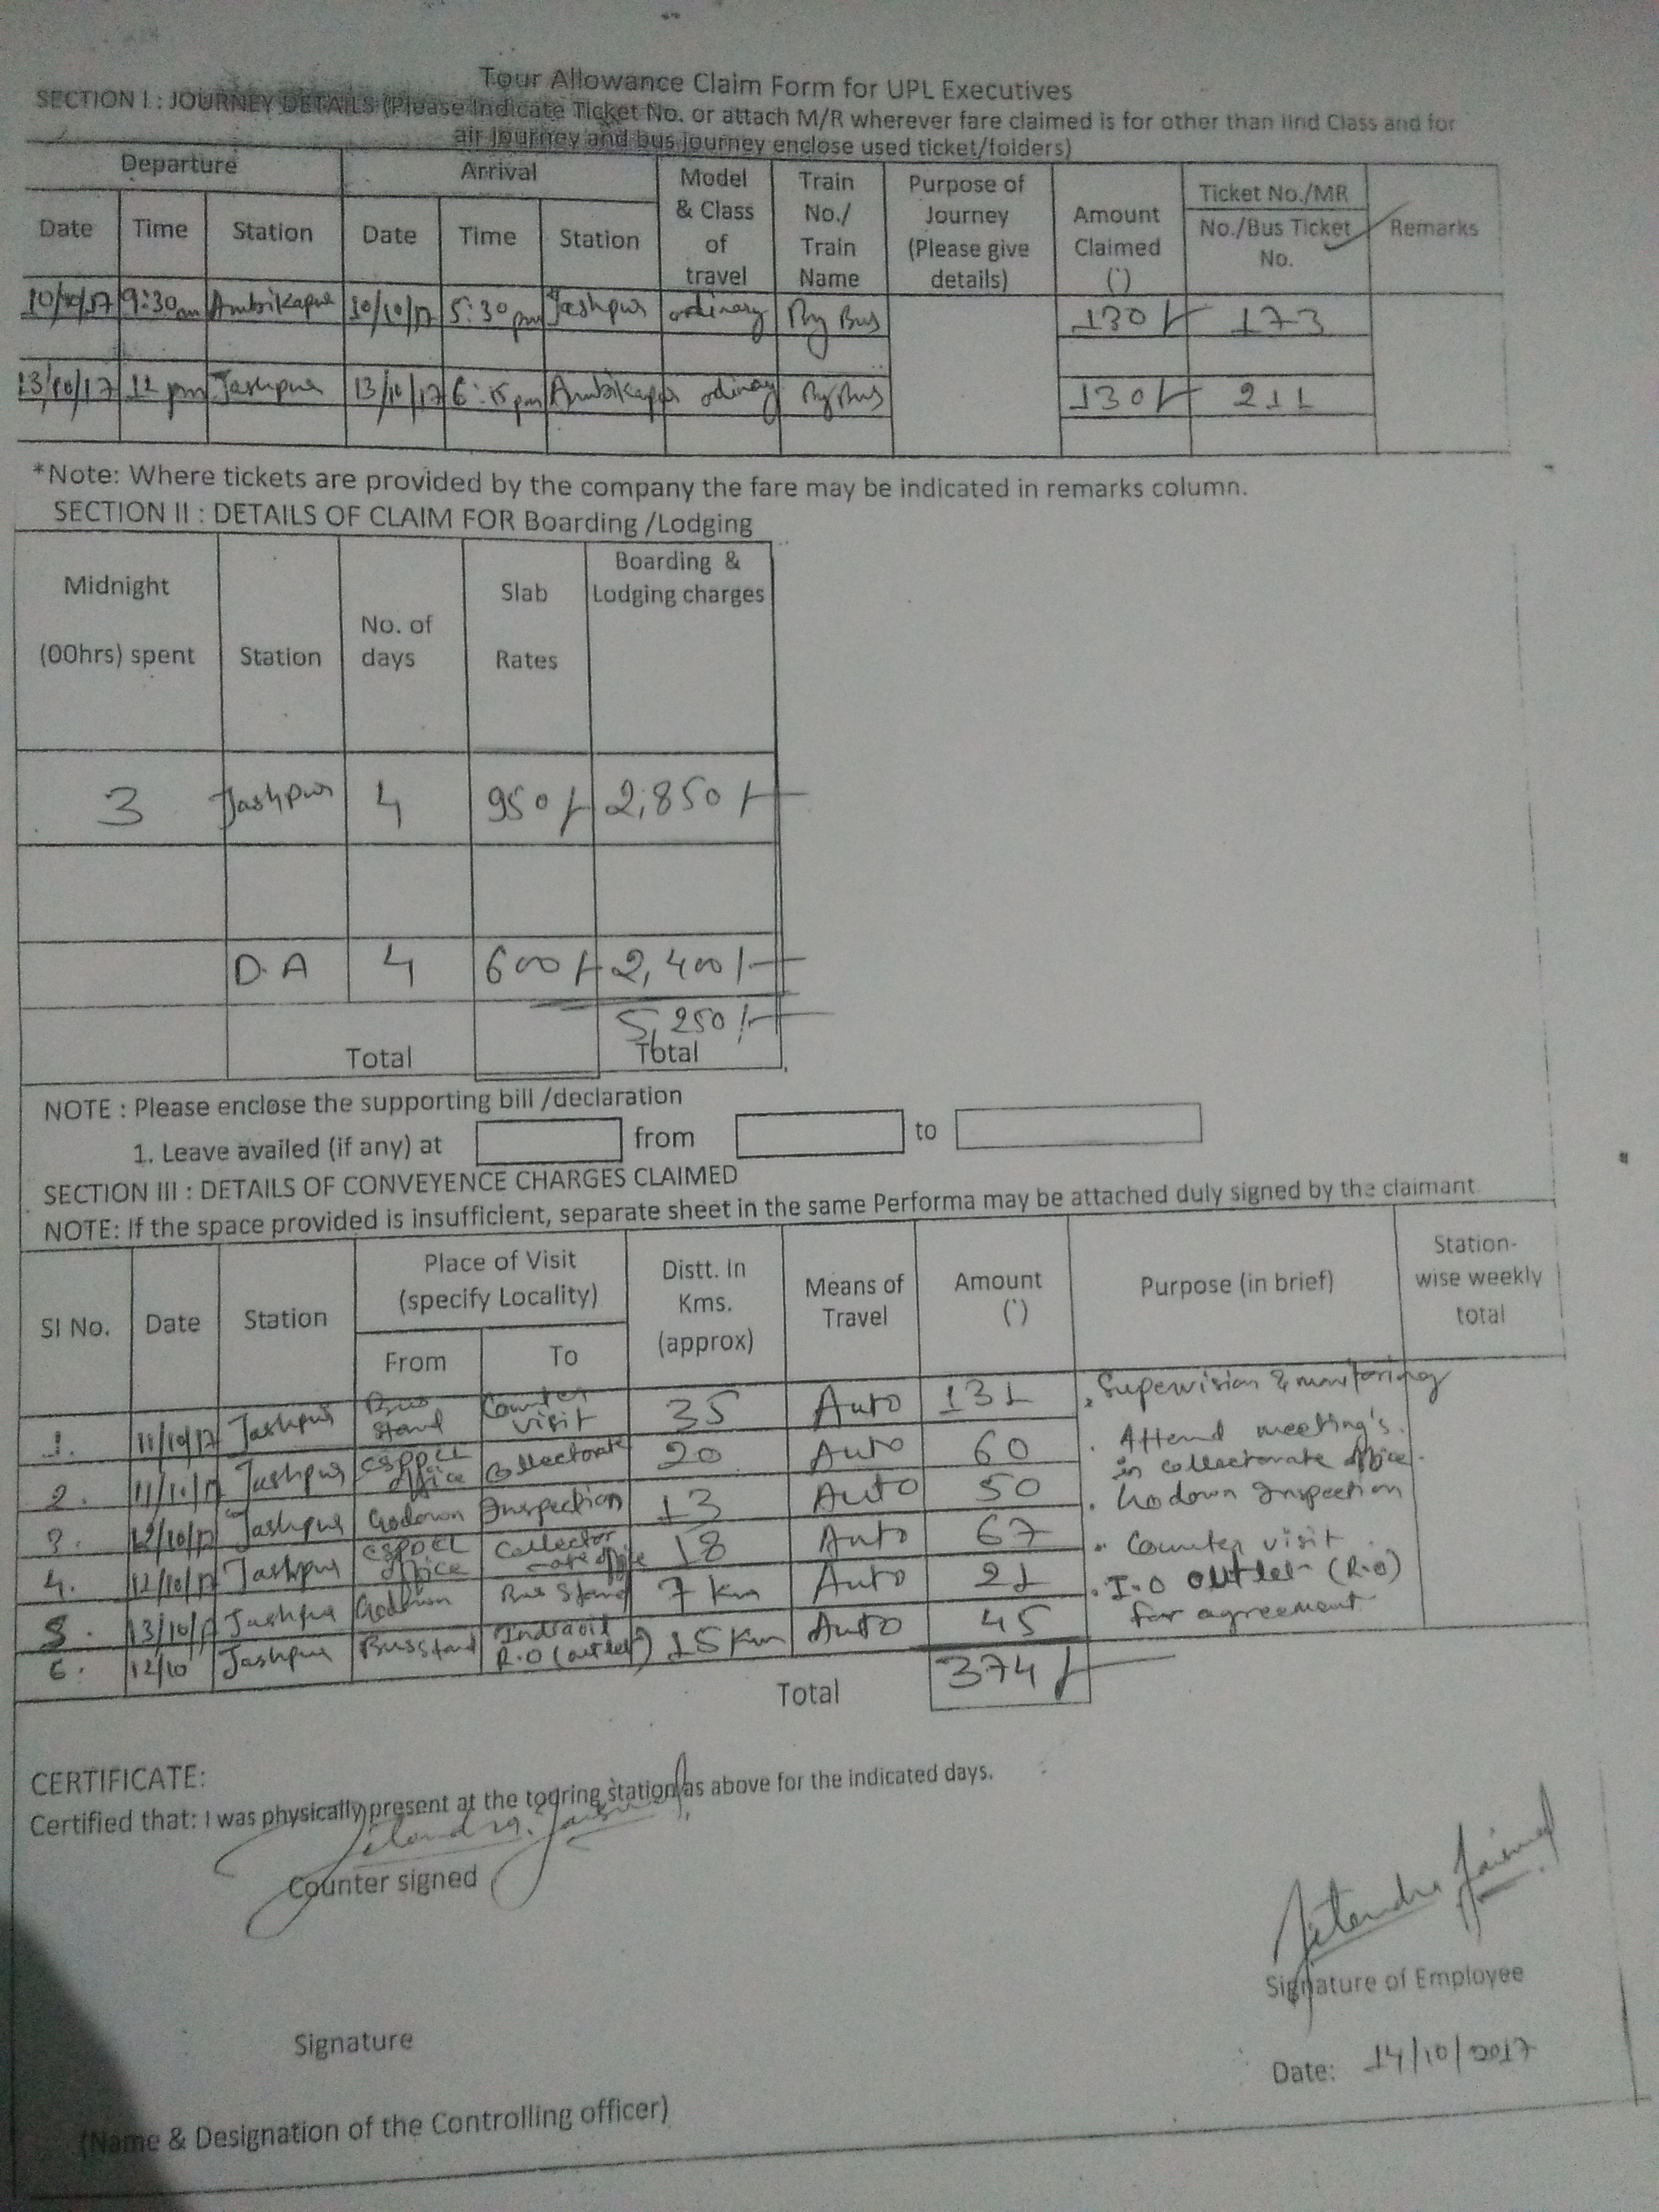 Tour Allowance Claim Form for UPL Executives
SECTION I : JOURNEY DETAILS (Please Indicate Ticket No. or attach M/R wherever fare claimed is for other than IInd Class and for
air journey and bus journey enclose used ticket/folders)
Departure Arrival Model & Class of travel Train No./ Train Name Purpose of Journey (Please give details) Amount Claimed (`) Ticket No./MR No./Bus Ticket No. Remarks
Date Time Station Date Time Station
10/10/17 9:30am Ambikapur 10/10/17 5:30pm Jashpur ordinary By Bus 130/- 173
13/10/17 11 pm Jashpur 13/10/17 6:15pm Ambikapur ordinary By Bus 130/- 211
*Note: Where tickets are provided by the company the fare may be indicated in remarks column.
SECTION II : DETAILS OF CLAIM FOR Boarding /Lodging
Midnight (00hrs) spent Station No. of days Slab Rates Boarding & Lodging charges
3 Jashpur 4 950/- 2,850/-
D.A 4 600/- 2,400/-
5,250/-
Total Total
NOTE : Please enclose the supporting bill /declaration
1. Leave availed (if any) at from to
SECTION III : DETAILS OF CONVEYENCE CHARGES CLAIMED
NOTE: If the space provided is insufficient, separate sheet in the same Performa may be attached duly signed by the claimant
Sl No. Date Station Place of Visit (specify Locality) Distt. In Kms. (approx) Means of Travel Amount (`) Purpose (in brief) Station-wise weekly total
From To
1. 11/10/17 Jashpur Bus stand Counter visit 35 Auto 131 . Supervision & monitoring
2. 11/10/17 Jashpur office Collectorate 20 Auto 60 . Attend meeting's in collectorate office.
3. 12/10/17 Jashpur Godown Inspection 13 Auto 50 . Godown Inspection
4. 12/10/17 Jashpur office Collectorate office 18 Auto 67 . Counter visit
5. 13/10/17 Jashpur Godown Bus Stand 7 km Auto 21 . I.O outlet (R.O) for agreement
6. 12/10 Jashpur Bus stand R.O (outlet) 15 Km Auto 45
Total 374/-
CERTIFICATE:
Certified that: I was physically present at the touring station as above for the indicated days.
Jitendra Jaiswal
Counter signed
Jitendra Jaiswal
Signature of Employee
Signature
Date: 14/10/2017
(Name & Designation of the Controlling officer)